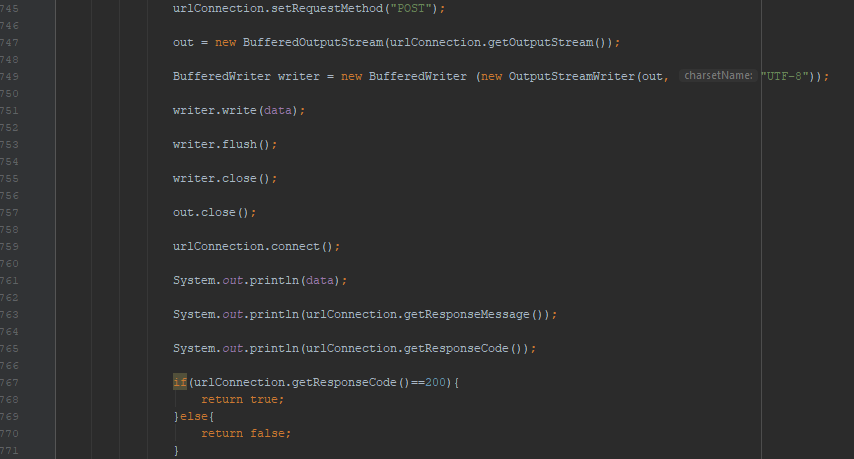 745 urlConnection.setRequestMethod("POST");
746
747 out = new BufferedOutputStream(urlConnection.getOutputStream());
748
749 BufferedWriter writer = new BufferedWriter (new OutputStreamWriter(out, charsetName: "UTF-8"));
750
751 writer.write(data);
752
753 writer.flush();
754
755 writer.close();
756
757 out.close();
758
759 urlConnection.connect();
760
761 System.out.println(data);
762
763 System.out.println(urlConnection.getResponseMessage());
764
765 System.out.println(urlConnection.getResponseCode());
766
767 if(urlConnection.getResponseCode()==200){
768 return true;
769 }else{
770 return false;
771 }